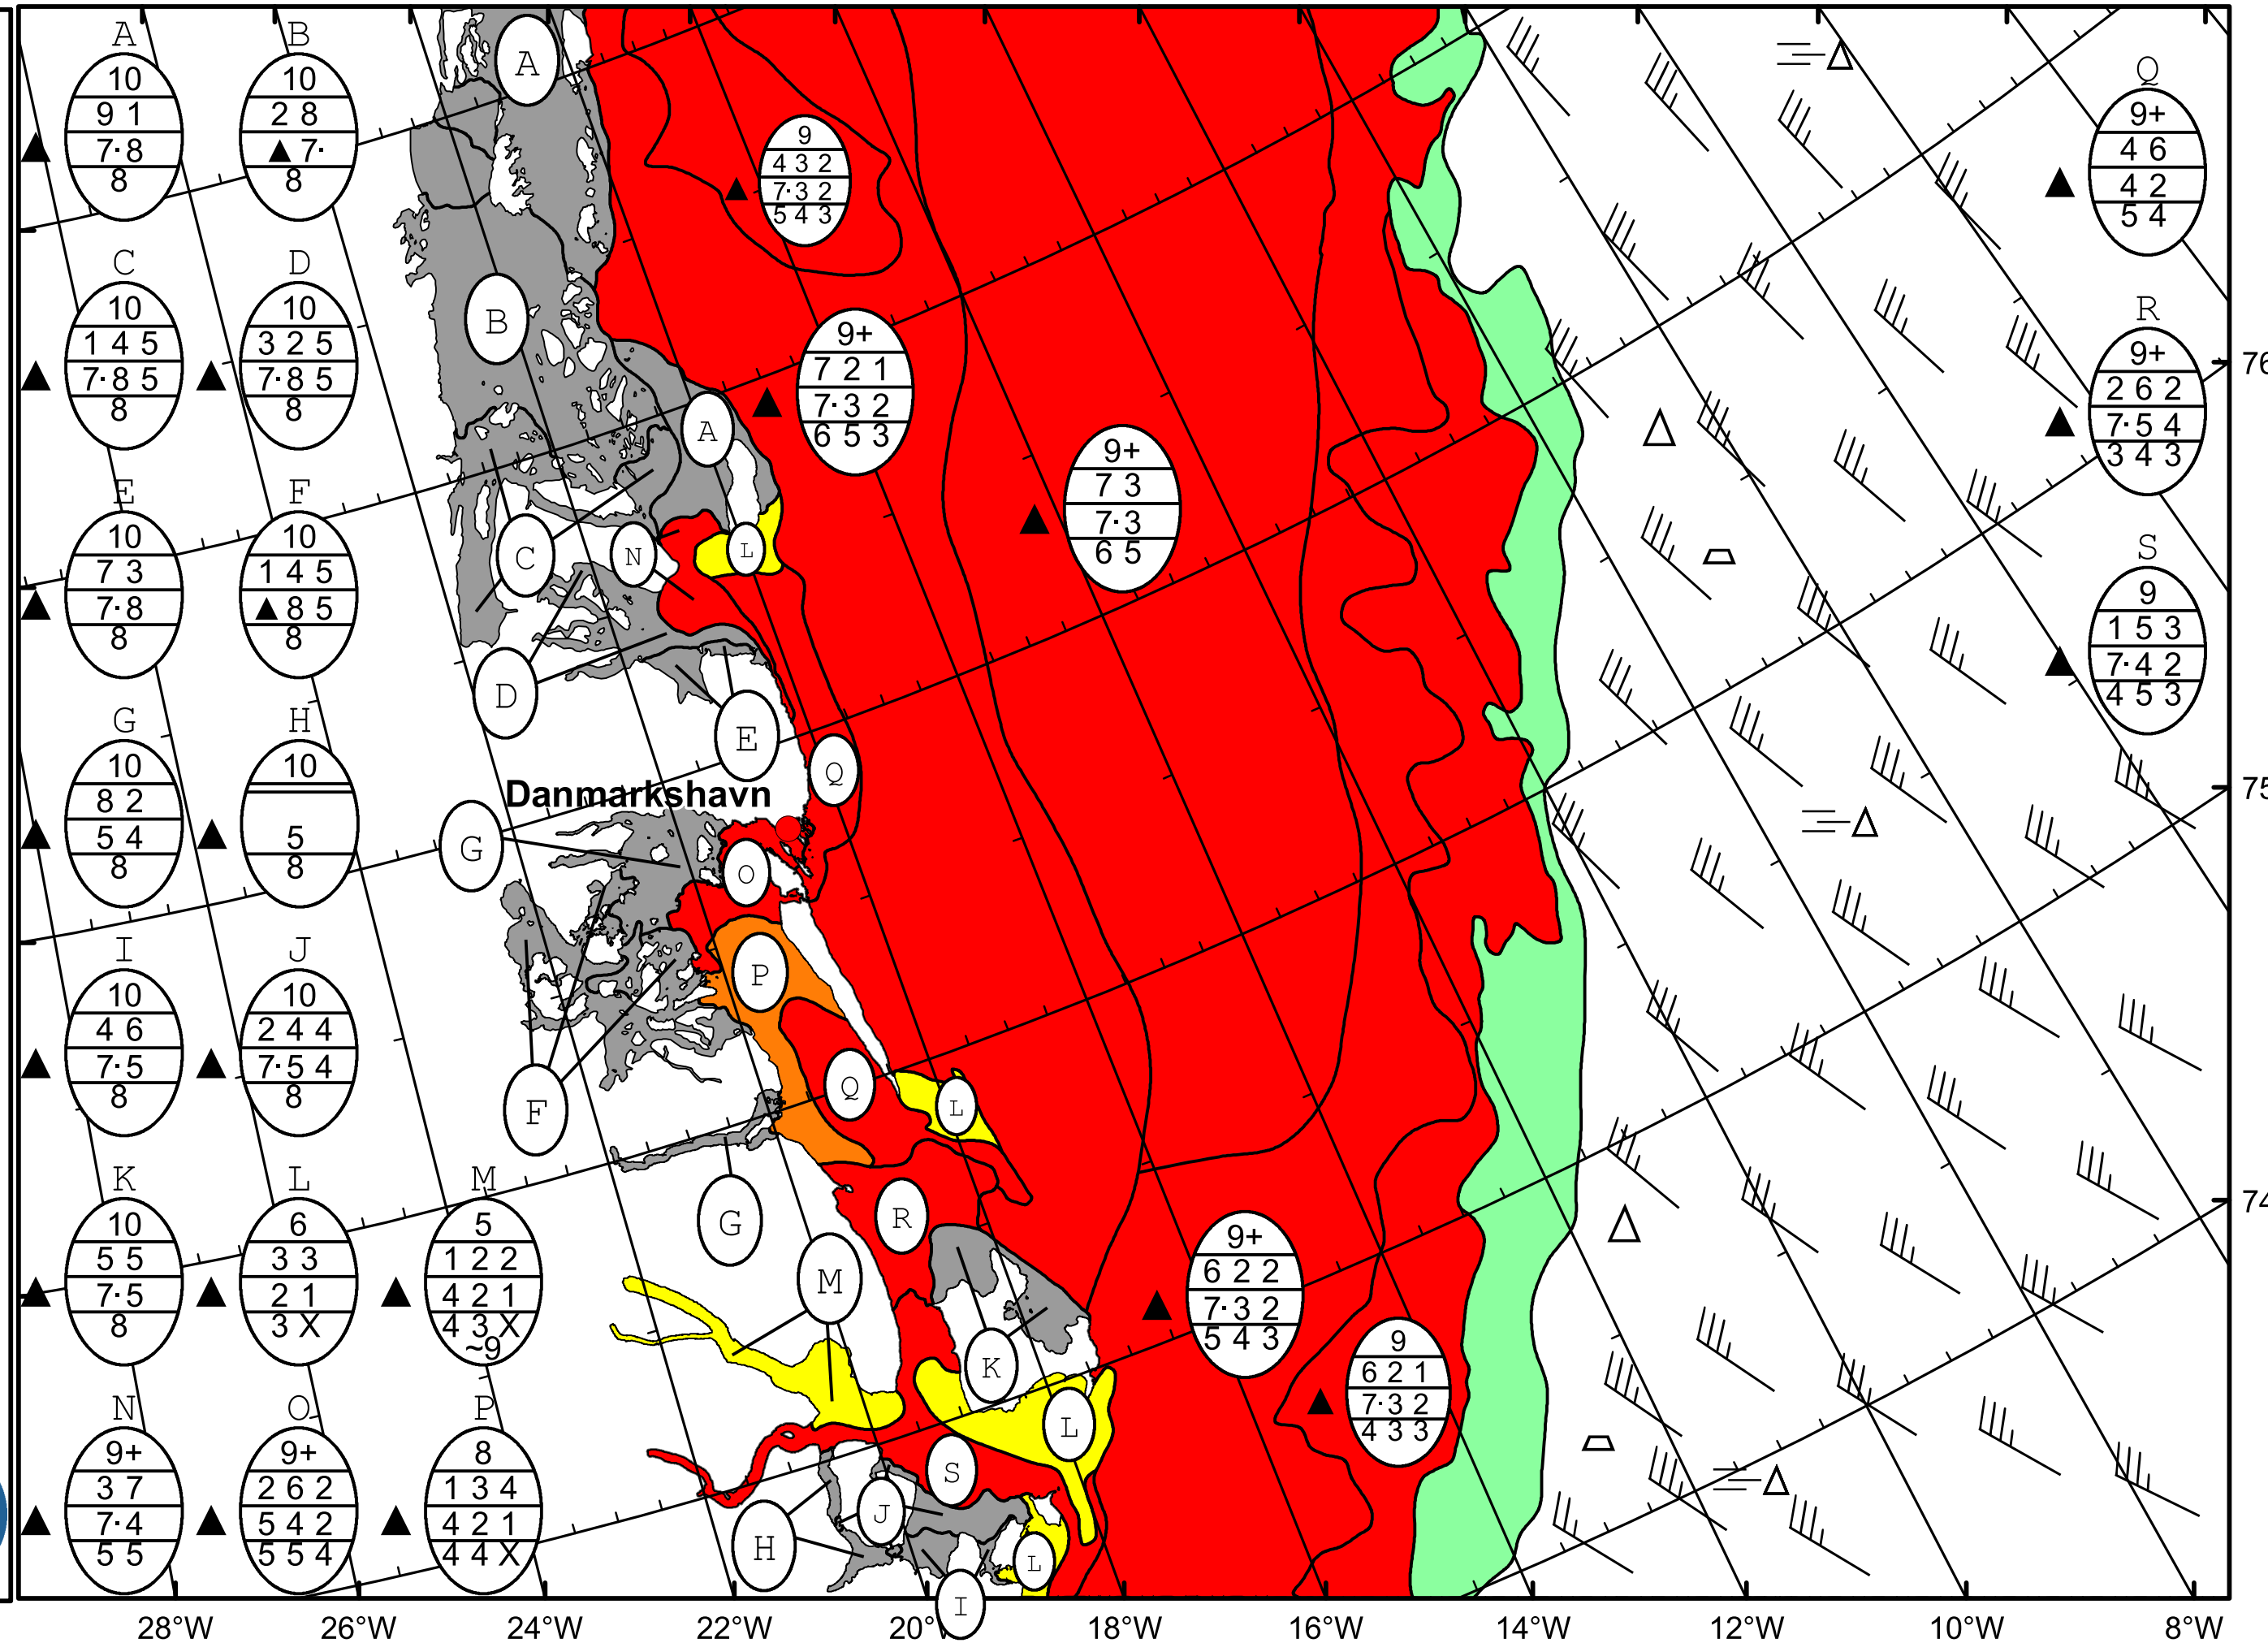 A
10
9 1
7· 8
8
B
10
2 8
▲ 7·
8
C
10
1 4 5
7· 8 5
8
D
10
3 2 5
7· 8 5
8
E
10
7 3
7· 8
8
F
10
1 4 5
▲ 8 5
8
G
10
8 2
5 4
8
H
10
5
8
I
10
4 6
7· 5
8
J
10
2 4 4
7· 5 4
8
K
10
5 5
7· 5
8
L
6
3 3
2 1
3 X
M
5
1 2 2
4 2 1
4 3 X
~9
N
9+
3 7
7· 4
5 5
O
9+
2 6 2
5 4 2
5 5 4
P
8
1 3 4
4 2 1
4 4 X
A
B
A
C
N
L
D
E
Q
Danmarkshavn
G
O
P
F
Q
L
G
R
M
K
L
S
J
H
L
I
9
4 3 2
7· 3 2
5 4 3
9+
7 2 1
7· 3 2
6 5 3
9+
7 3
7· 3
6 5
9+
6 2 2
7· 3 2
5 4 3
9
6 2 1
7· 3 2
4 3 3
Q
9+
4 6
4 2
5 4
R
9+
2 6 2
7· 5 4
3 4 3
S
9
1 5 3
7· 4 2
4 5 3
76
75
74
28°W 26°W 24°W 22°W 20° 18°W 16°W 14°W 12°W 10°W 8°W